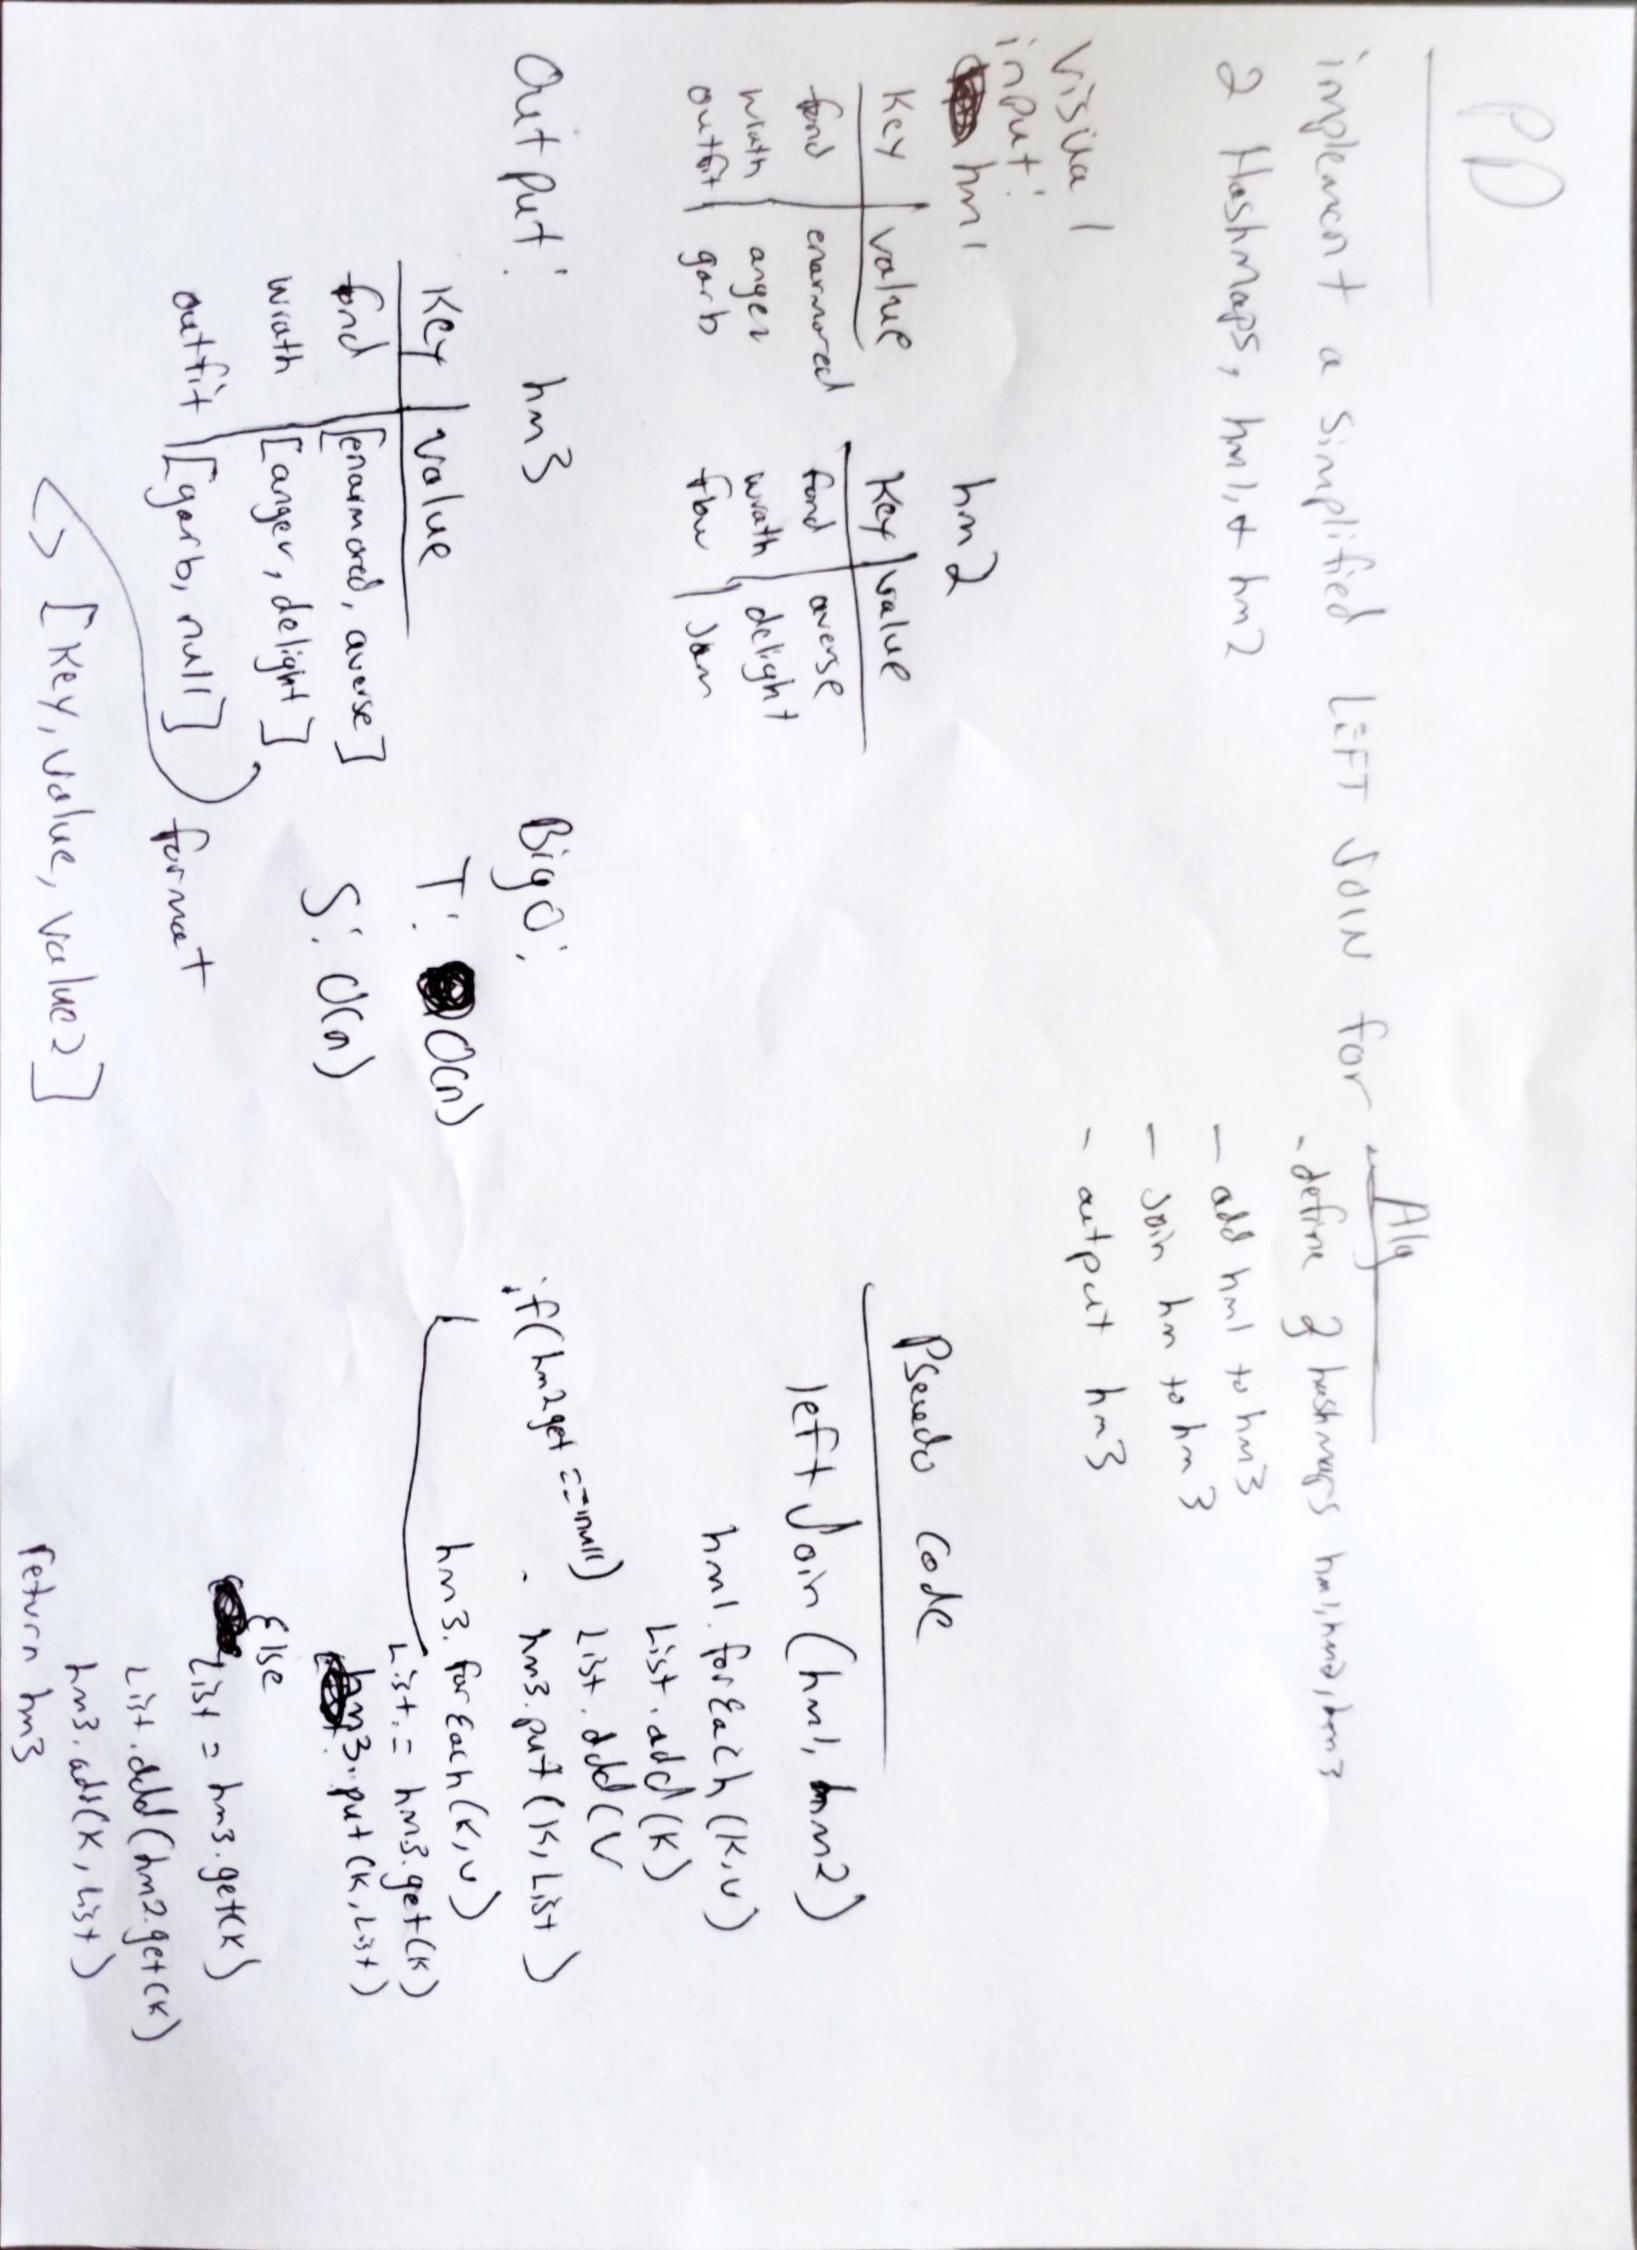 PD
implement a simplified LEFT JOIN for
2 Hashmaps, hm1, & hm2
Visual
input:
hm1
Key | value
fond | enarmored
wrath | anger
outfit | garb
hm2
Key | value
fond | averse
wrath | delight
flow | Jam
Output: hm3
Key | value
fond | [enarmored, averse]
wrath | [anger, delight]
outfit | [garb, null]
format
[Key, value, value2]
Big O:
T: O(n)
S: O(n)
Alg
- define 3 hashmaps hm1, hm2, hm3
- add hm1 to hm3
- Join hm to hm3
- output hm3
Pseudo Code
left Join (hm1, hm2)
hm1.forEach(K,v)
List.add(K)
List.add(V
hm3.put(K, List)
hm3.forEach(K,v)
if(hm2get==null)
List = hm3.get(K)
hm3.put(K, List)
Else
List = hm3.get(K)
List.add(hm2.get(K)
hm3.add(K, List)
return hm3